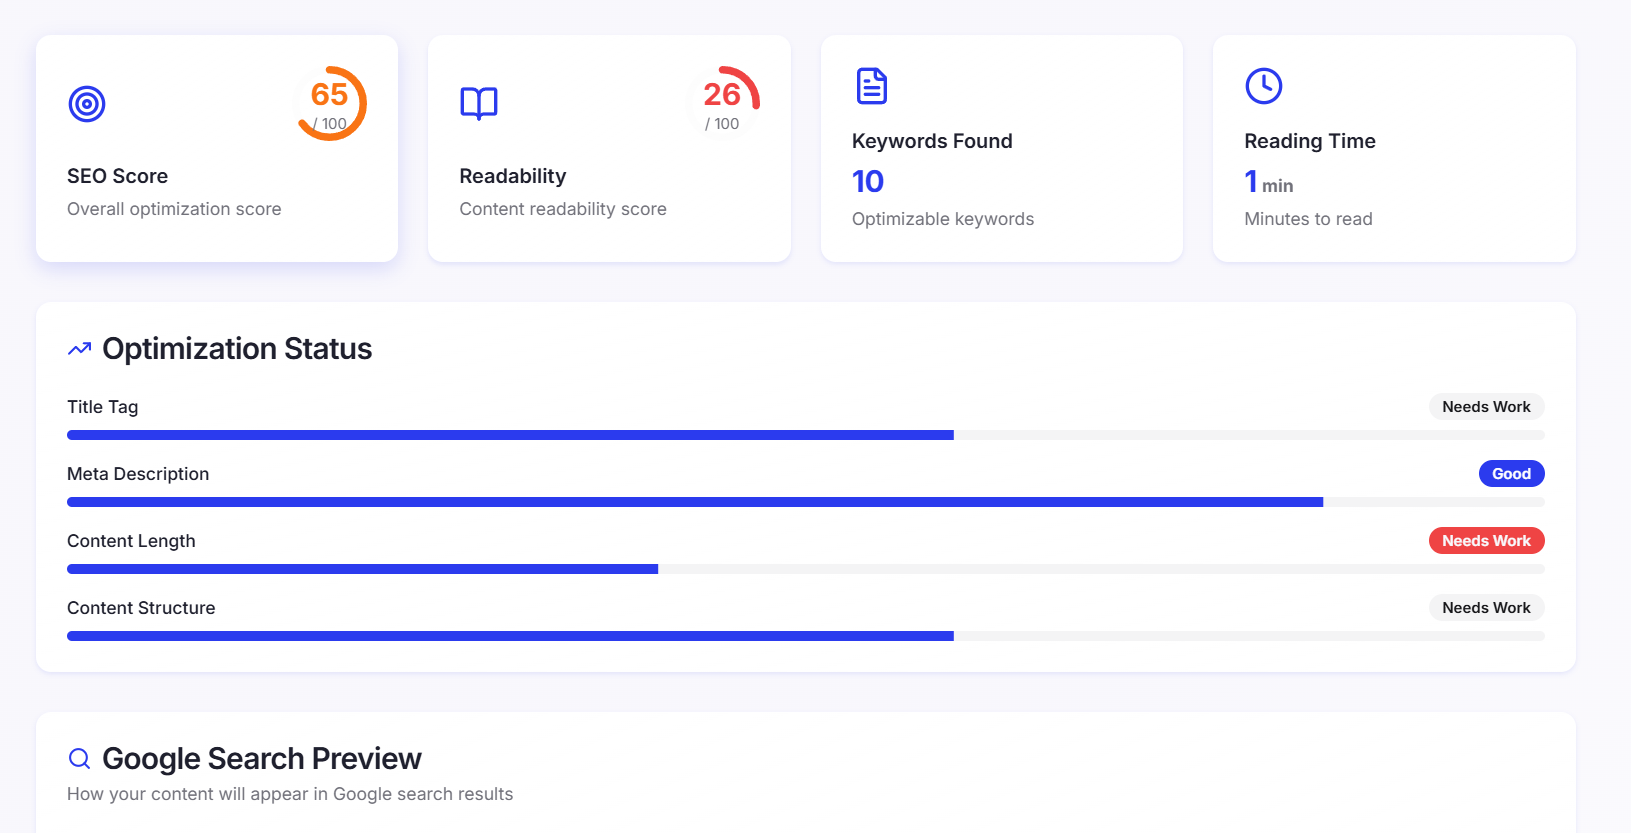 65
/ 100
SEO Score
Overall optimization score
26
/ 100
Readability
Content readability score
Keywords Found
10
Optimizable keywords
Reading Time
1 min
Minutes to read
Optimization Status
Title Tag
Needs Work
Meta Description
Good
Content Length
Needs Work
Content Structure
Needs Work
Google Search Preview
How your content will appear in Google search results